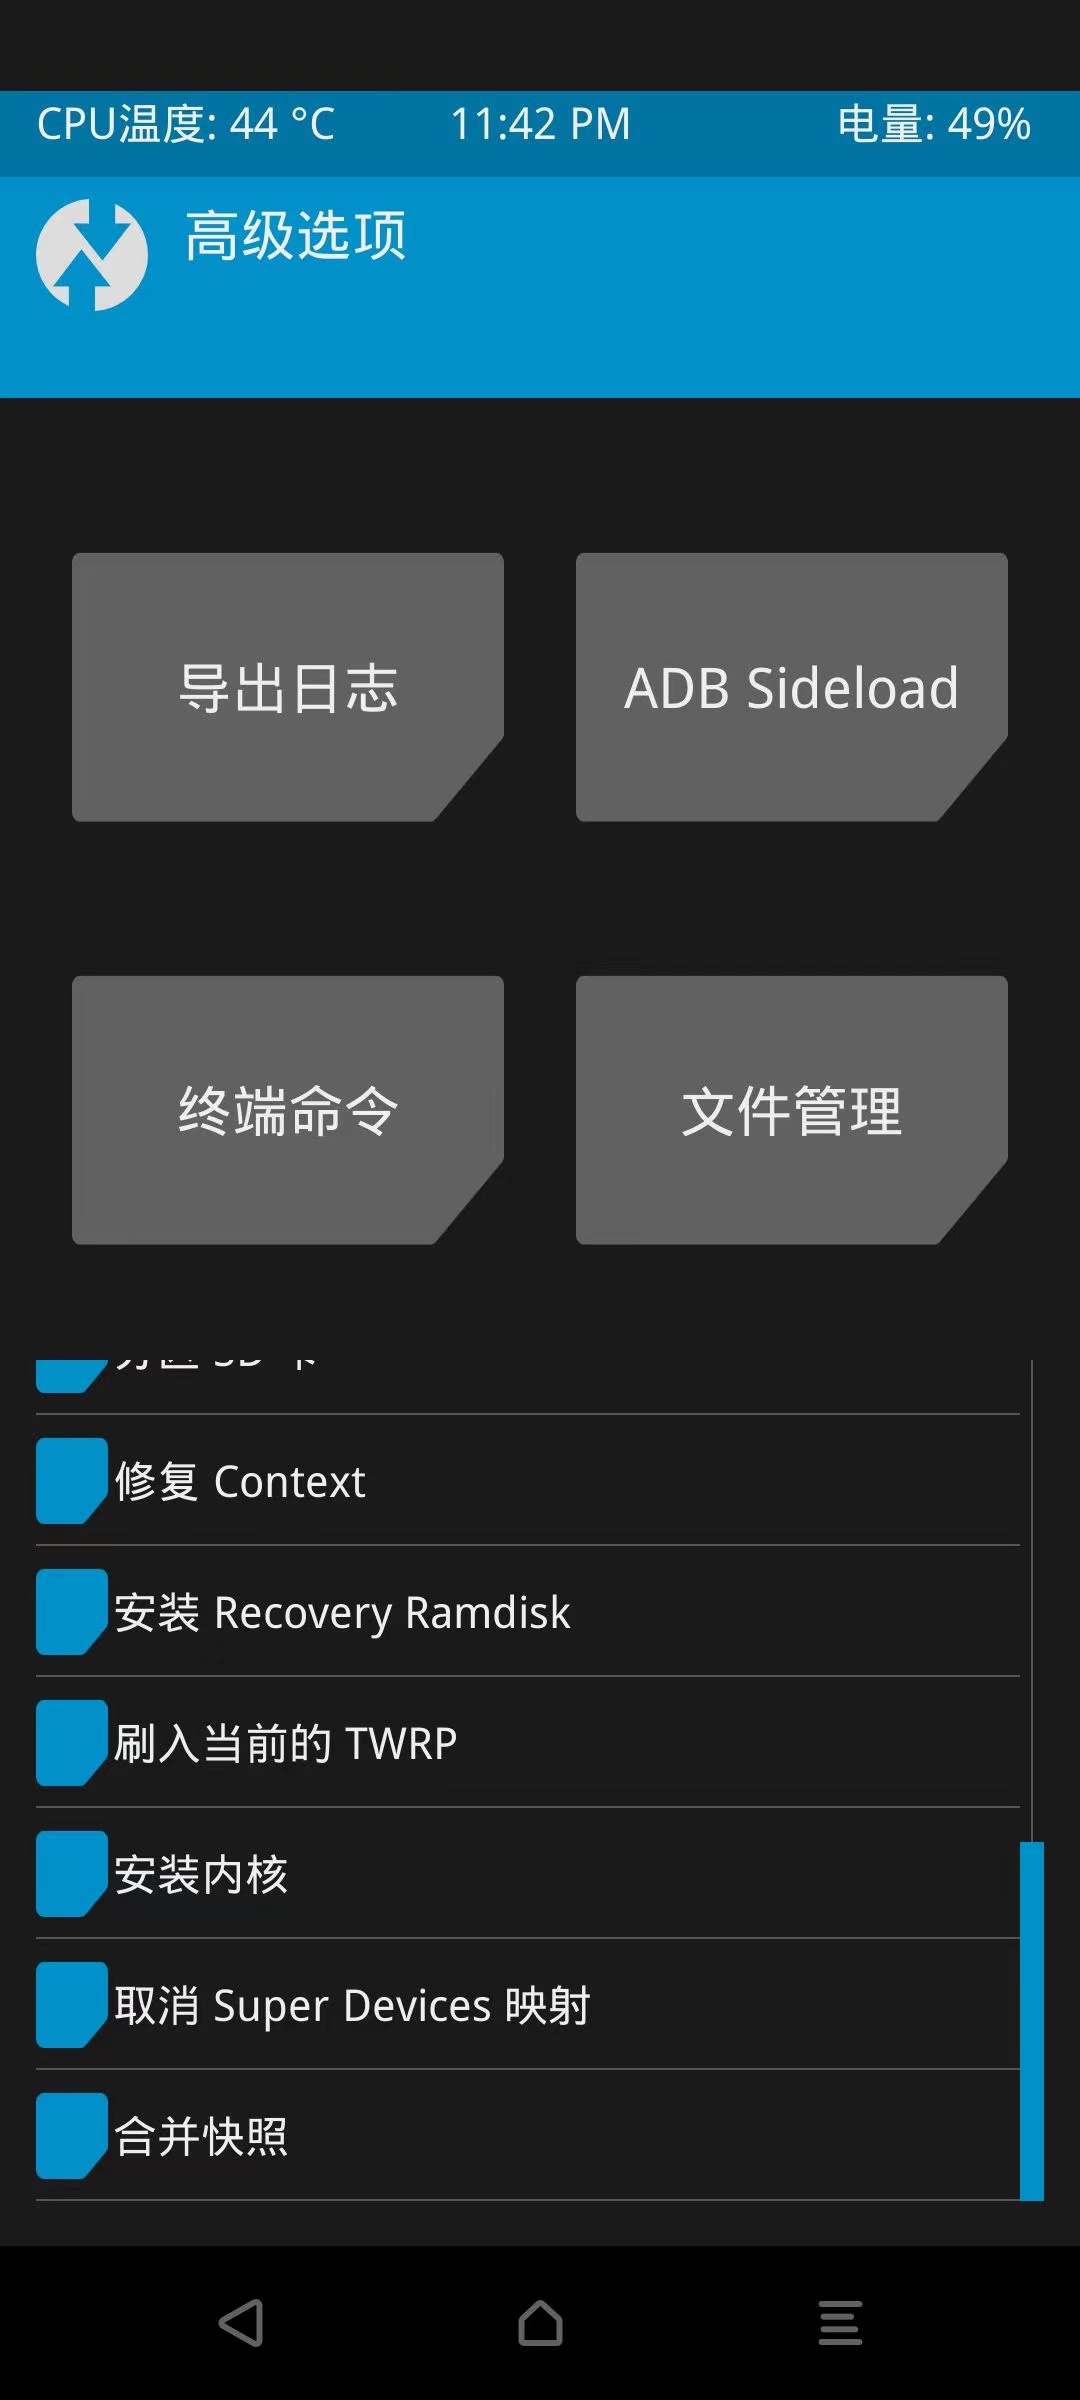 CPU温度: 44 °C 11:42 PM 电量: 49%
高级选项
导出日志 ADB Sideload
终端命令 文件管理
修复 Context
安装 Recovery Ramdisk
刷入当前的 TWRP
安装内核
取消 Super Devices 映射
合并快照